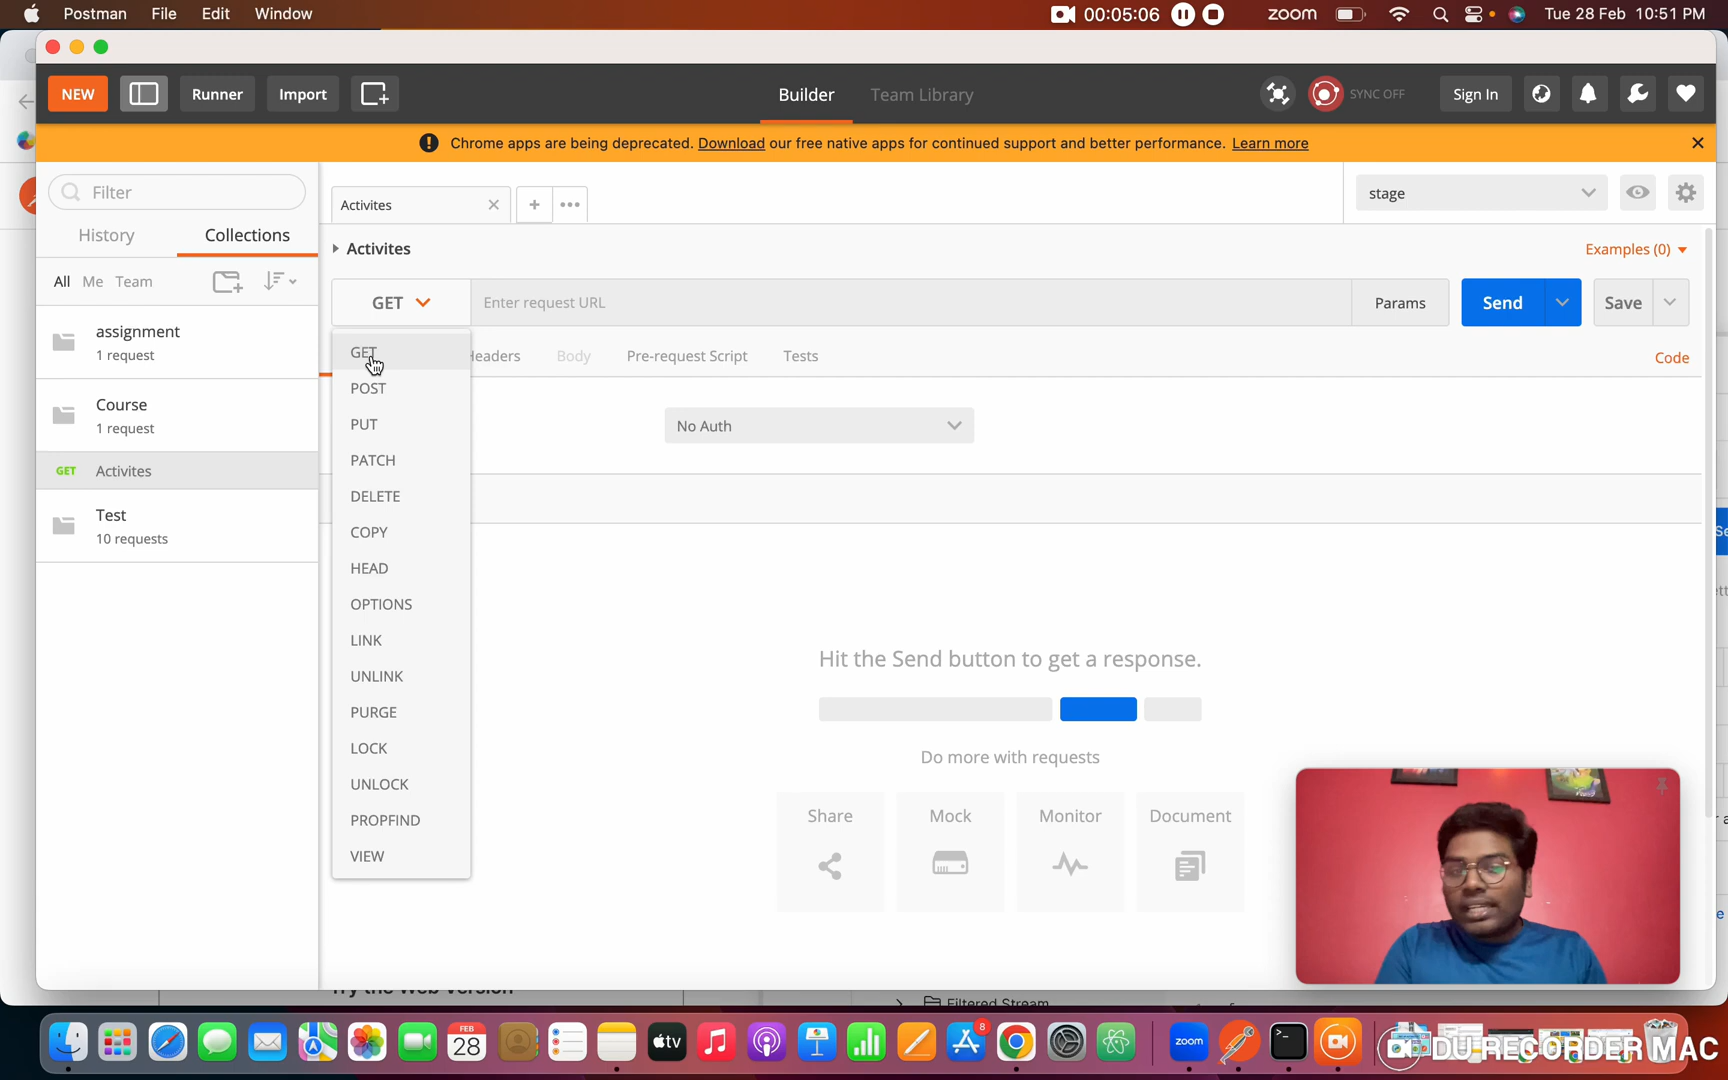 Postman File Edit Window 00:05:06 zoom Tue 28 Feb 10:51 PM
NEW Runner Import Builder Team Library SYNC OFF Sign In
Chrome apps are being deprecated. Download our free native apps for continued support and better performance. Learn more
Filter
Activites
stage
History Collections
Activites
Examples (0)
All Me Team
GET
Enter request URL
Params
Send
Save
assignment
1 request
Course
1 request
GET Activites
Test
10 requests
GET
POST
PUT
PATCH
DELETE
COPY
HEAD
OPTIONS
LINK
UNLINK
PURGE
LOCK
UNLOCK
PROPFIND
VIEW
Headers Body Pre-request Script Tests
Code
No Auth
Hit the Send button to get a response.
Do more with requests
Share Mock Monitor Document
Filtered Stream
FEB
28
tv
8
zoom
DU RECORDER MAC